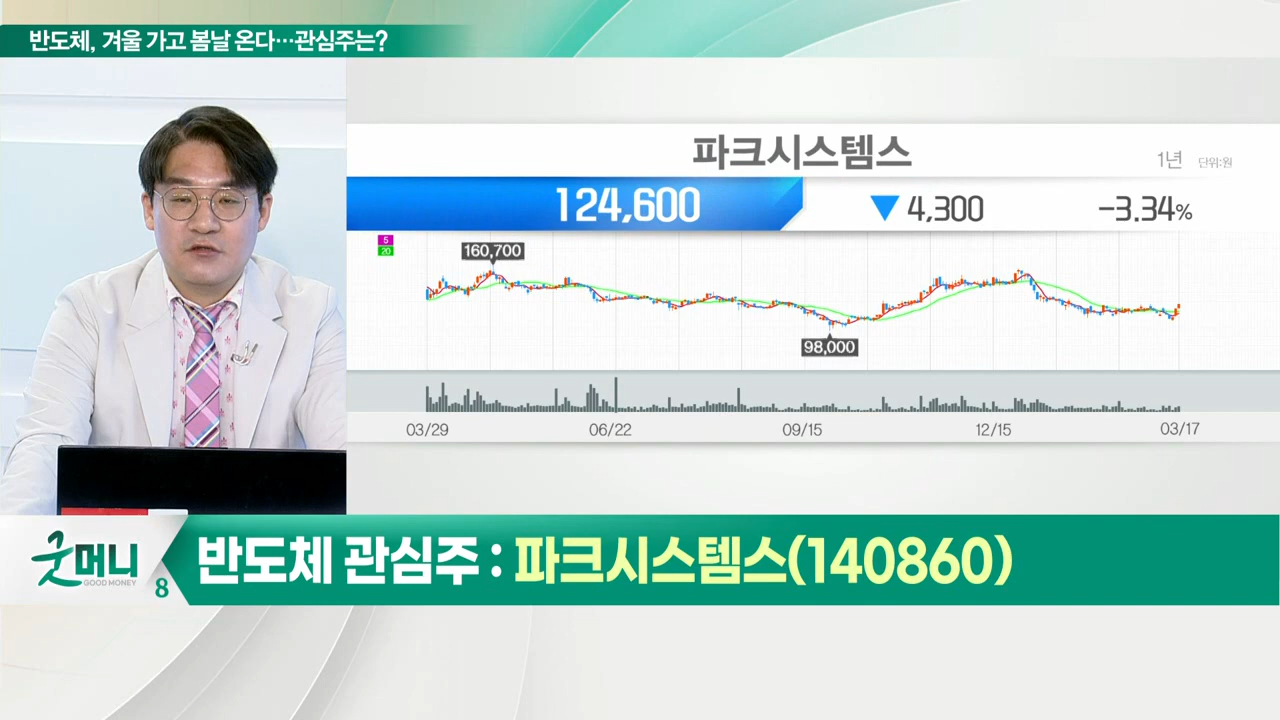 반도체, 겨울 가고 봄날 온다…관심주는?
파크시스템스
1년 단위:원
124,600 ▼ 4,300 -3.34%
5
20
160,700
98,000
03/29 06/22 09/15 12/15 03/17
굿머니
GOOD MONEY
8
반도체 관심주 : 파크시스템스(140860)